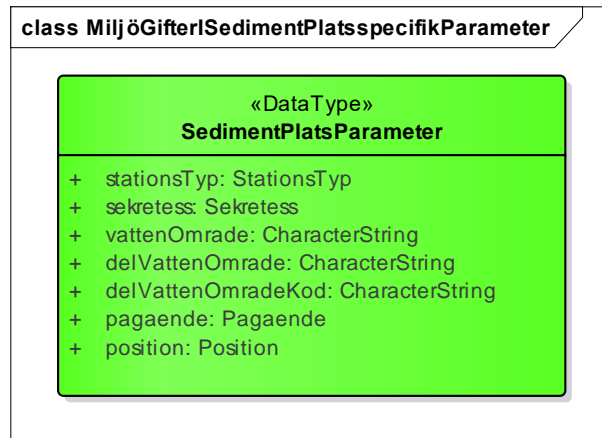 class MiljöGifterISedimentPlatsspecifikParameter
«DataType»
SedimentPlatsParameter
+ stationsTyp: StationsTyp
+ sekretess: Sekretess
+ vattenOmrade: CharacterString
+ delVattenOmrade: CharacterString
+ delVattenOmradeKod: CharacterString
+ pagaende: Pagaende
+ position: Position